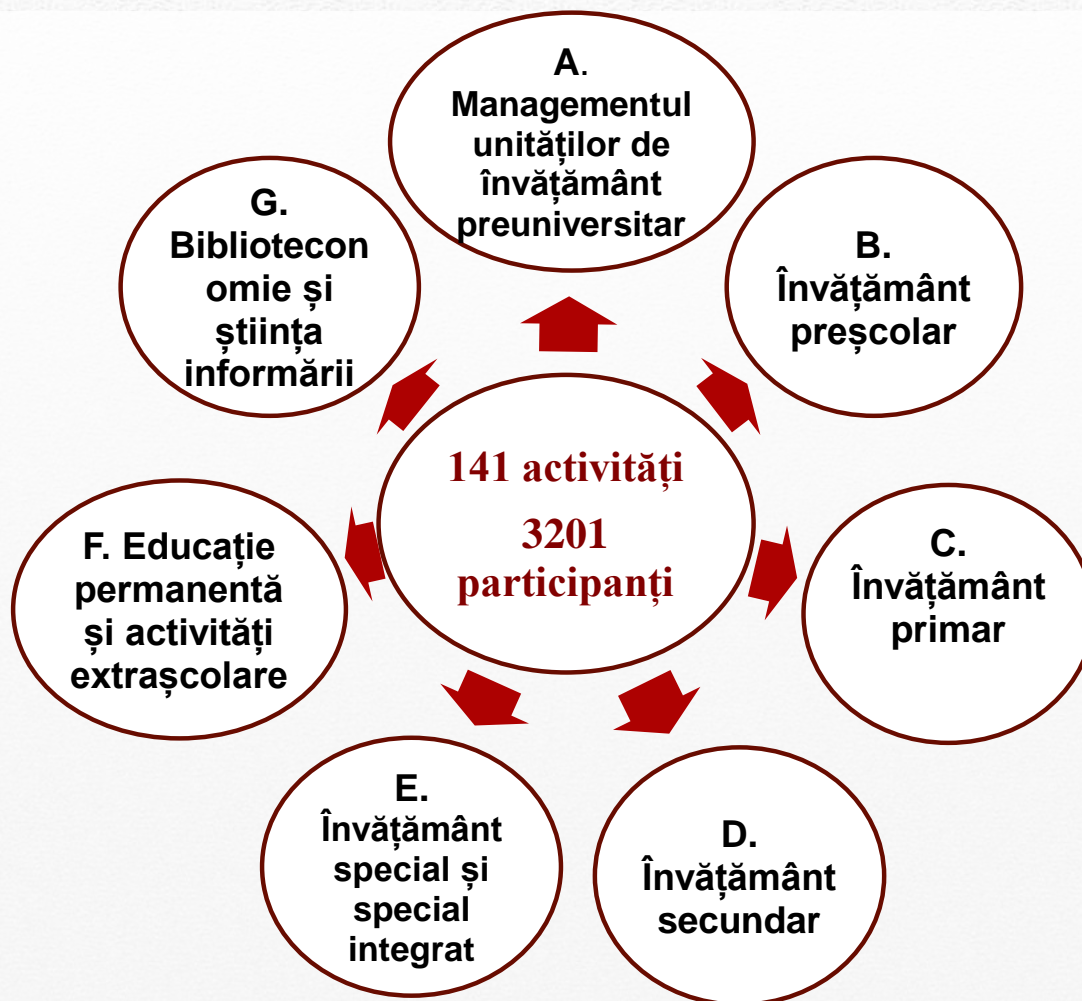 A.
Managementul
unităților de
învățământ
preuniversitar
B.
Învățământ
preșcolar
C.
Învățământ
primar
D.
Învățământ
secundar
E.
Învățământ
special și
special
integrat
F. Educație
permanentă
și activități
extrașcolare
G.
Bibliotecon
omie și
știința
informării
141 activități
3201
participanți